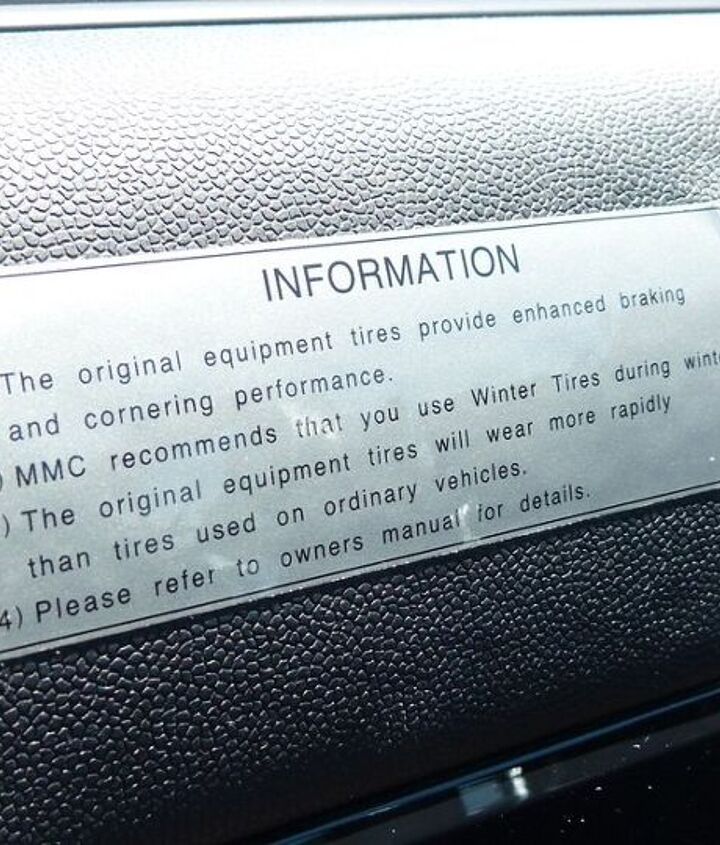 INFORMATION
The original equipment tires provide enhanced braking
and cornering performance.
) MMC recommends that you use Winter Tires during
) The original equipment tires will wear more rapidly
than tires used on ordinary vehicles.
4) Please refer to owners manual for details.